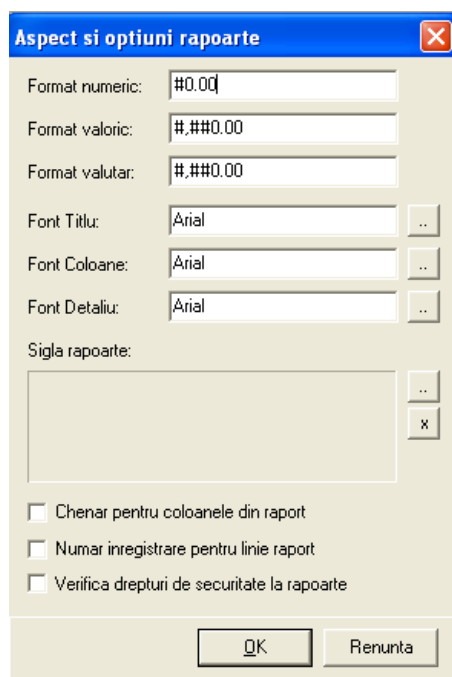 Aspect si optiuni rapoarte
Format numeric: #0.00
Format valoric: #,##0.00
Format valutar: #,##0.00
Font Titlu: Arial ..
Font Coloane: Arial ..
Font Detaliu: Arial ..
Sigla rapoarte:
..
x
Chenar pentru coloanele din raport
Numar inregistrare pentru linie raport
Verifica drepturi de securitate la rapoarte
OK Renunta